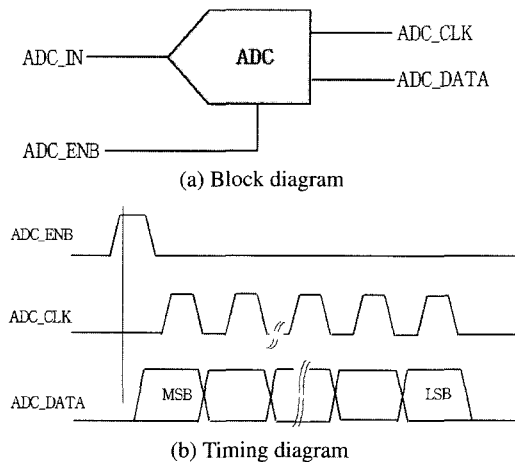 ADC_IN
ADC
ADC_CLK
ADC_DATA
ADC_ENB
(a) Block diagram
ADC_ENB
ADC_CLK
ADC_DATA
MSB
LSB
(b) Timing diagram